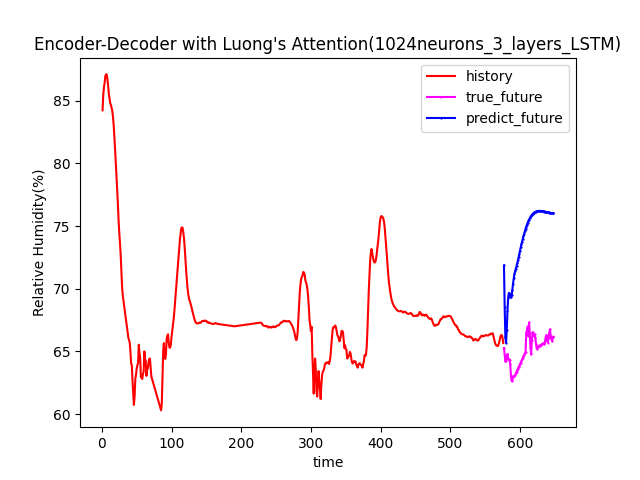 Encoder-Decoder with Luong's Attention(1024neurons_3_layers_LSTM)
history
true_future
predict_future
Relative Humidity(%)
85
80
75
70
65
60
0 100 200 300 400 500 600
time